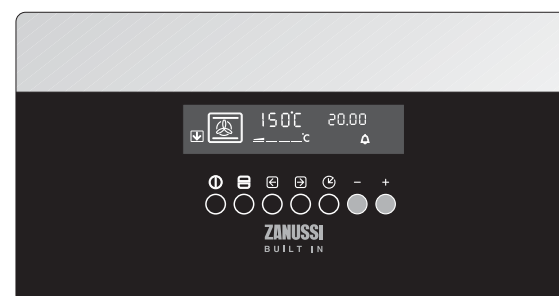 150°C 20.00
°C
− +
ZANUSSI
BUILT IN